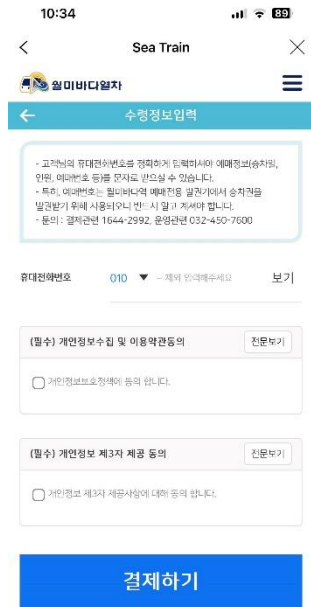 10:34
89
Sea Train
월미바다열차
수령정보입력
- 고객님의 휴대전화번호를 정확하게 입력하셔야 예매정보(승차일,
인원, 예매번호 등)를 문자로 받으실 수 있습니다.
- 특히, 예매번호는 월미바다역 예매전용 발권기에서 승차권을
발권받기 위해 사용되오니 반드시 알고 계셔야 합니다.
- 문의 : 결제관련 1644-2992, 운영관련 032-450-7600
휴대전화번호 010 ▼ – 제외 입력해주세요 보기
(필수) 개인정보수집 및 이용약관동의 전문보기
개인정보보호정책에 동의 합니다.
(필수) 개인정보 제3자 제공 동의 전문보기
개인정보 제3자 제공사항에 대해 동의 합니다.
결제하기